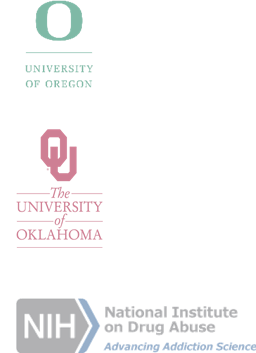 O
UNIVERSITY
OF OREGON
OU
The
UNIVERSITY
of
OKLAHOMA
NIH
National Institute
on Drug Abuse
Advancing Addiction Science